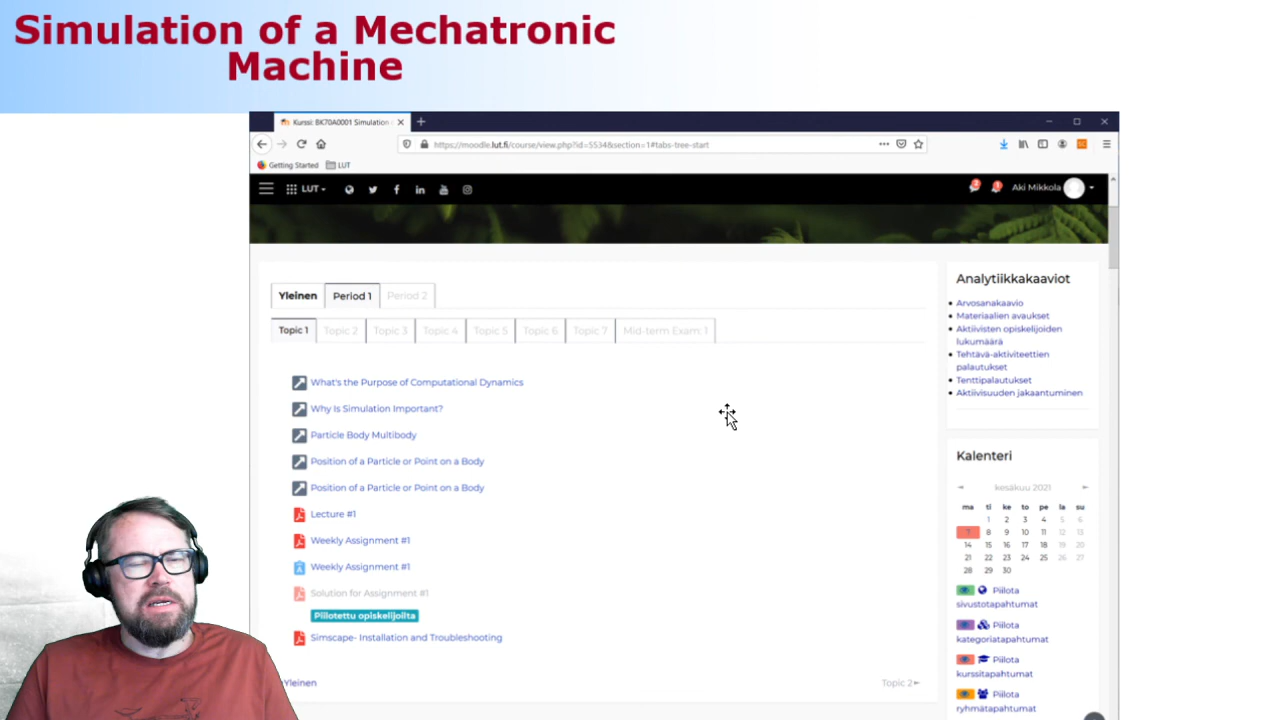 Simulation of a Mechatronic
Machine
Kurssi: BK70A0001 Simulation
https://moodle.lut.fi/course/view.php?id=5534&section=1#tabs-tree-start
Getting Started
LUT
LUT
Aki Mikkola
Yleinen
Period 1
Period 2
Topic 1
Topic 2
Topic 3
Topic 4
Topic 5
Topic 6
Topic 7
Mid-term Exam: 1
What's the Purpose of Computational Dynamics
Why Is Simulation Important?
Particle Body Multibody
Position of a Particle or Point on a Body
Position of a Particle or Point on a Body
Lecture #1
Weekly Assignment #1
Weekly Assignment #1
Solution for Assignment #1
Piilotettu opiskelijoilta
Simscape- Installation and Troubleshooting
Yleinen
Topic 2
Analytiikkakaaviot
Arvosanakaavio
Materiaalien avaukset
Aktiivisten opiskelijoiden
lukumäärä
Tehtävä-aktiviteettien
palautukset
Tenttipalautukset
Aktiivisuuden jakaantuminen
Kalenteri
kesäkuu 2021
ma ti ke to pe la su
1 2 3 4 5 6
7 8 9 10 11 12 13
14 15 16 17 18 19 20
21 22 23 24 25 26 27
28 29 30
Piilota
sivustotapahtumat
Piilota
kategoriatapahtumat
Piilota
kurssitapahtumat
Piilota
ryhmätapahtumat